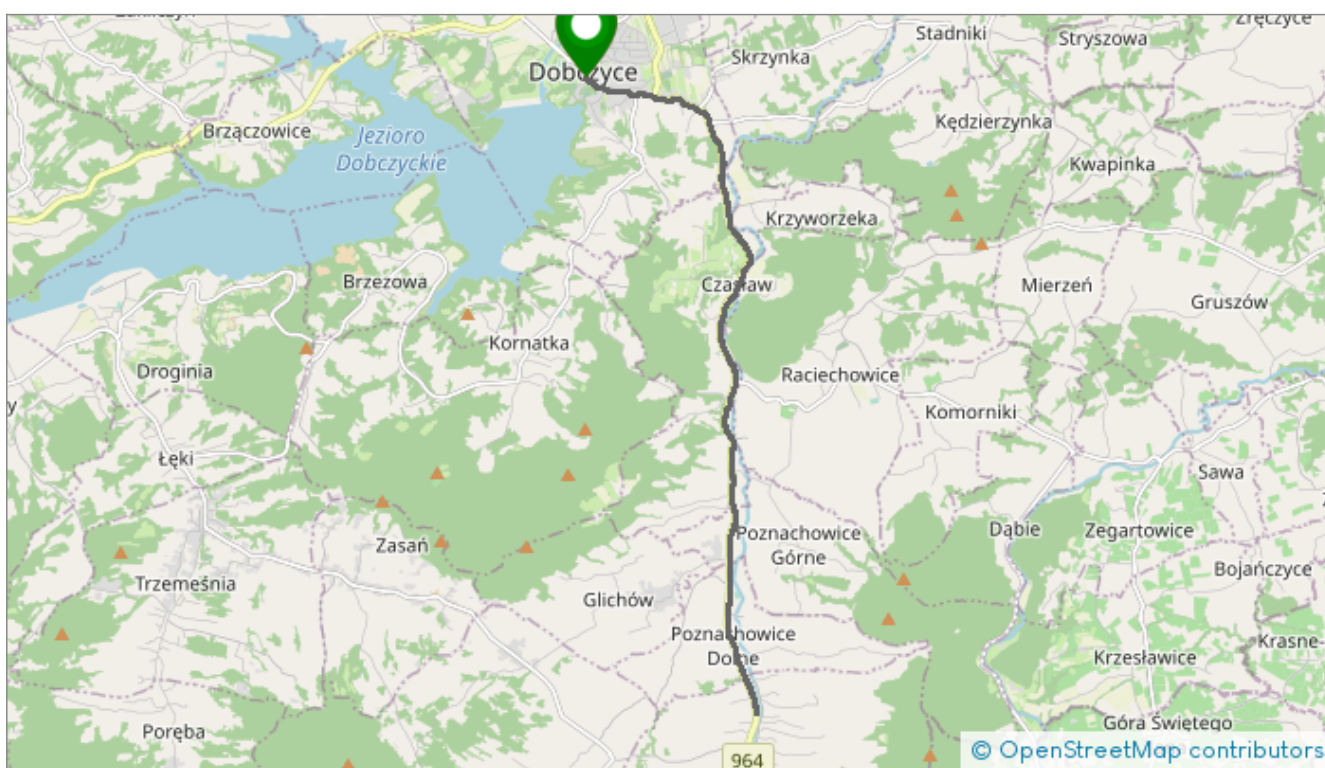 Zręczyce
Stadniki
Stryszowa
Skrzynka
Dobczyce
Kędzierzynka
Brzączowice
Jezioro
Dobczyckie
Kwapinka
Krzyworzeka
Brzezowa
Czasław
Mierzeń
Gruszów
Kornatka
Droginia
Raciechowice
y
Komorniki
Łęki
Sawa
Zasań
Poznachowice
Górne
Dąbie
Zegartowice
Trzemeśnia
Bojańczyce
Glichów
Poznachowice
Dolne
Krasne-
Krzesławice
Poręba
Góra Świętego
964
© OpenStreetMap contributors